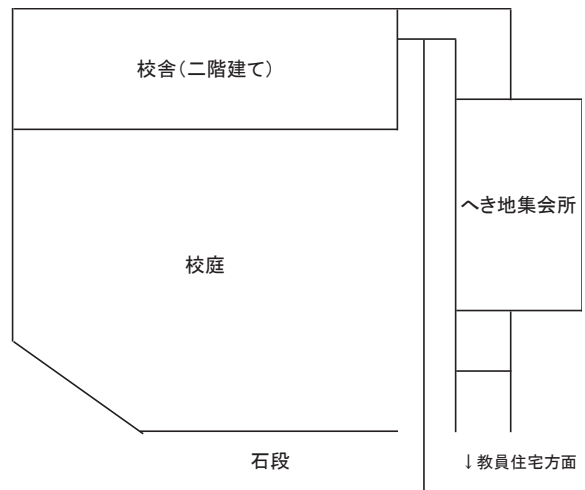 校舎(二階建て)
へき地集会所
校庭
石段
↓教員住宅方面